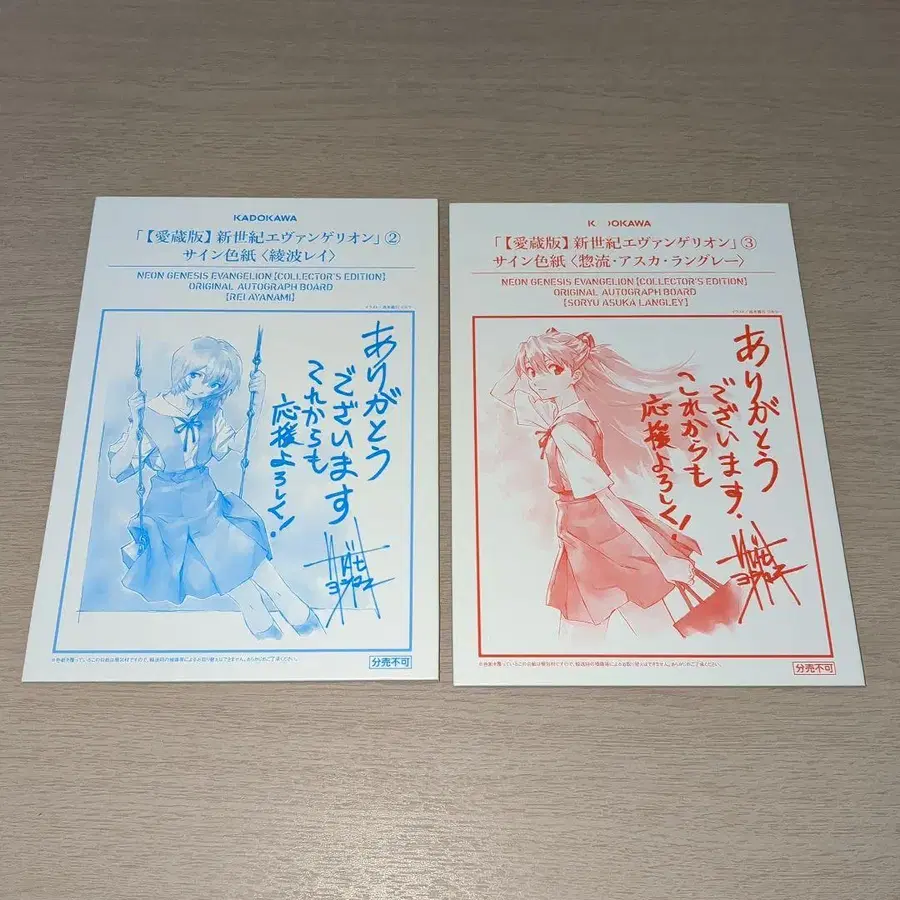 KADOKAWA
「【愛蔵版】新世紀エヴァンゲリオン」②
サイン色紙〈綾波レイ〉
NEON GENESIS EVANGELION【COLLECTOR'S EDITION】
ORIGINAL AUTOGRAPH BOARD
【REI AYANAMI】
ありがとう
ございます
これからも
応援よろしく!
分売不可
K DOKAWA
「【愛蔵版】新世紀エヴァンゲリオン」③
サイン色紙〈惣流・アスカ・ラングレー〉
NEON GENESIS EVANGELION【COLLECTOR'S EDITION】
ORIGINAL AUTOGRAPH BOARD
【SORYU ASUKA LANGLEY】
ありがとう
ございます.
これからも
応援よろしく!
分売不可